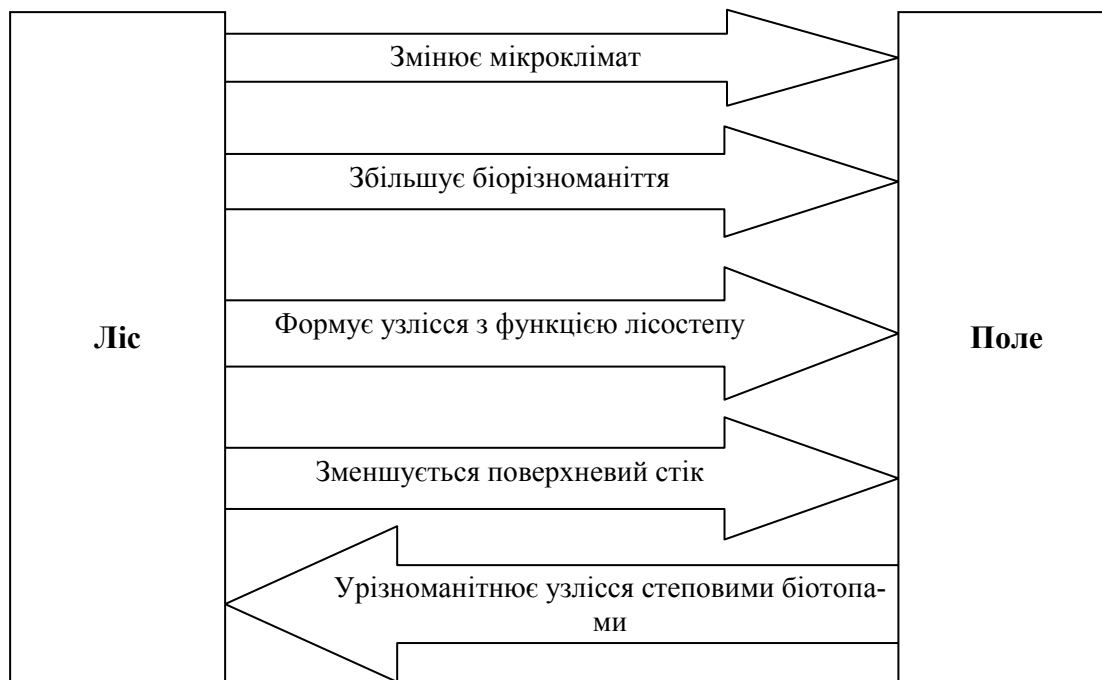 Змінює мікроклімат
Збільшує біорізноманіття
Формує узлісся з функцією лісостепу
Ліс
Поле
Зменшується поверхневий стік
Урізноманітнює узлісся степовими біотопа-
ми